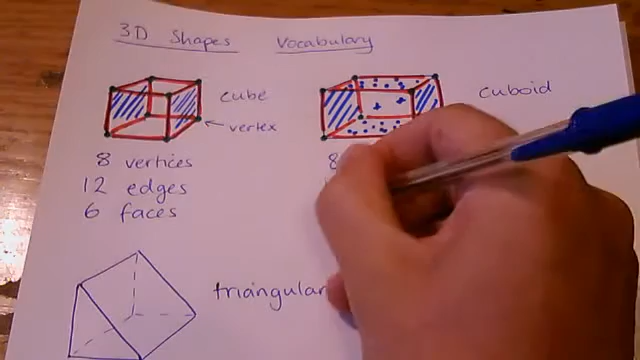 3D Shapes Vocabulary
cube
vertex
8 vertices
12 edges
6 faces
cuboid
8
triangular